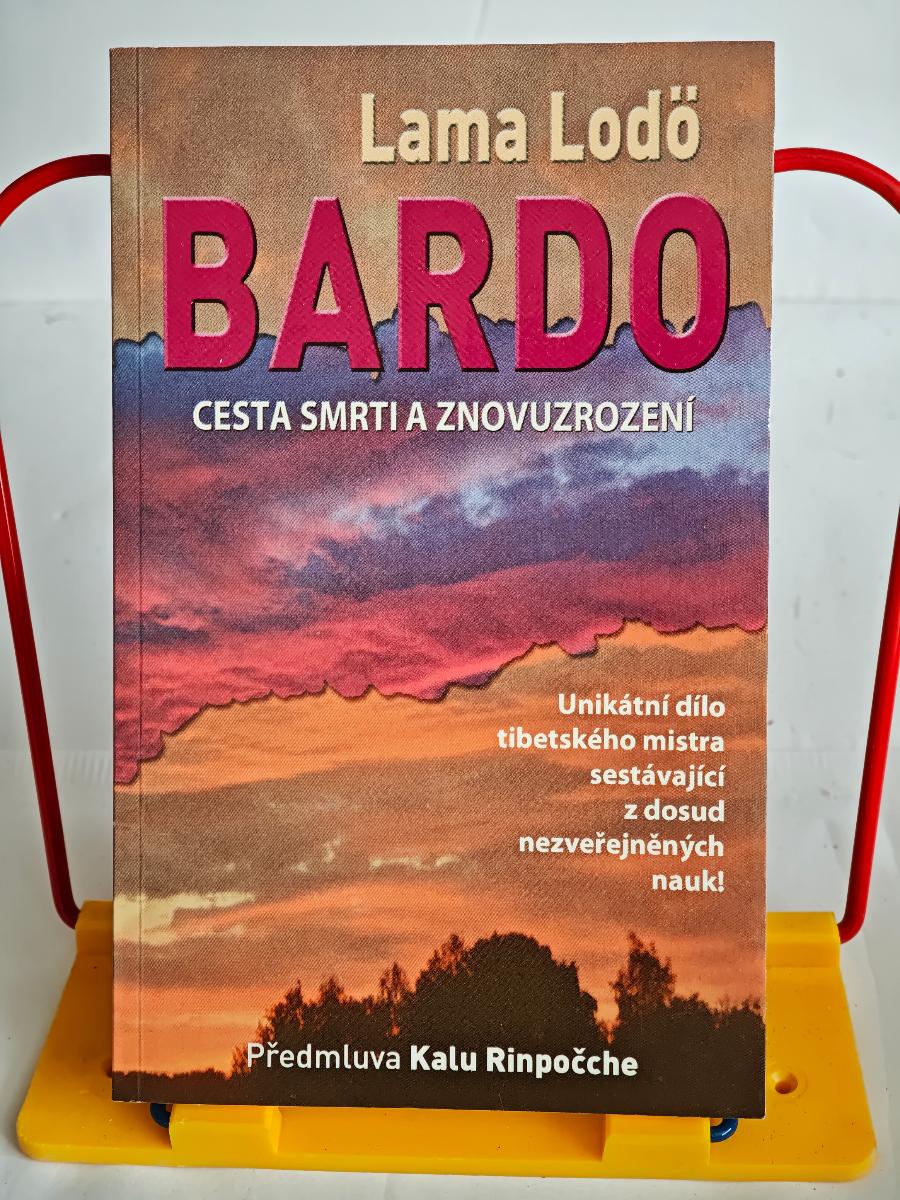 Lama Lodö
BARDO
CESTA SMRTI A ZNOVUZROZENÍ
Unikátní dílo
tibetského mistra
sestávající
z dosud
nezveřejněných
nauk!
Předmluva Kalu Rinpočche